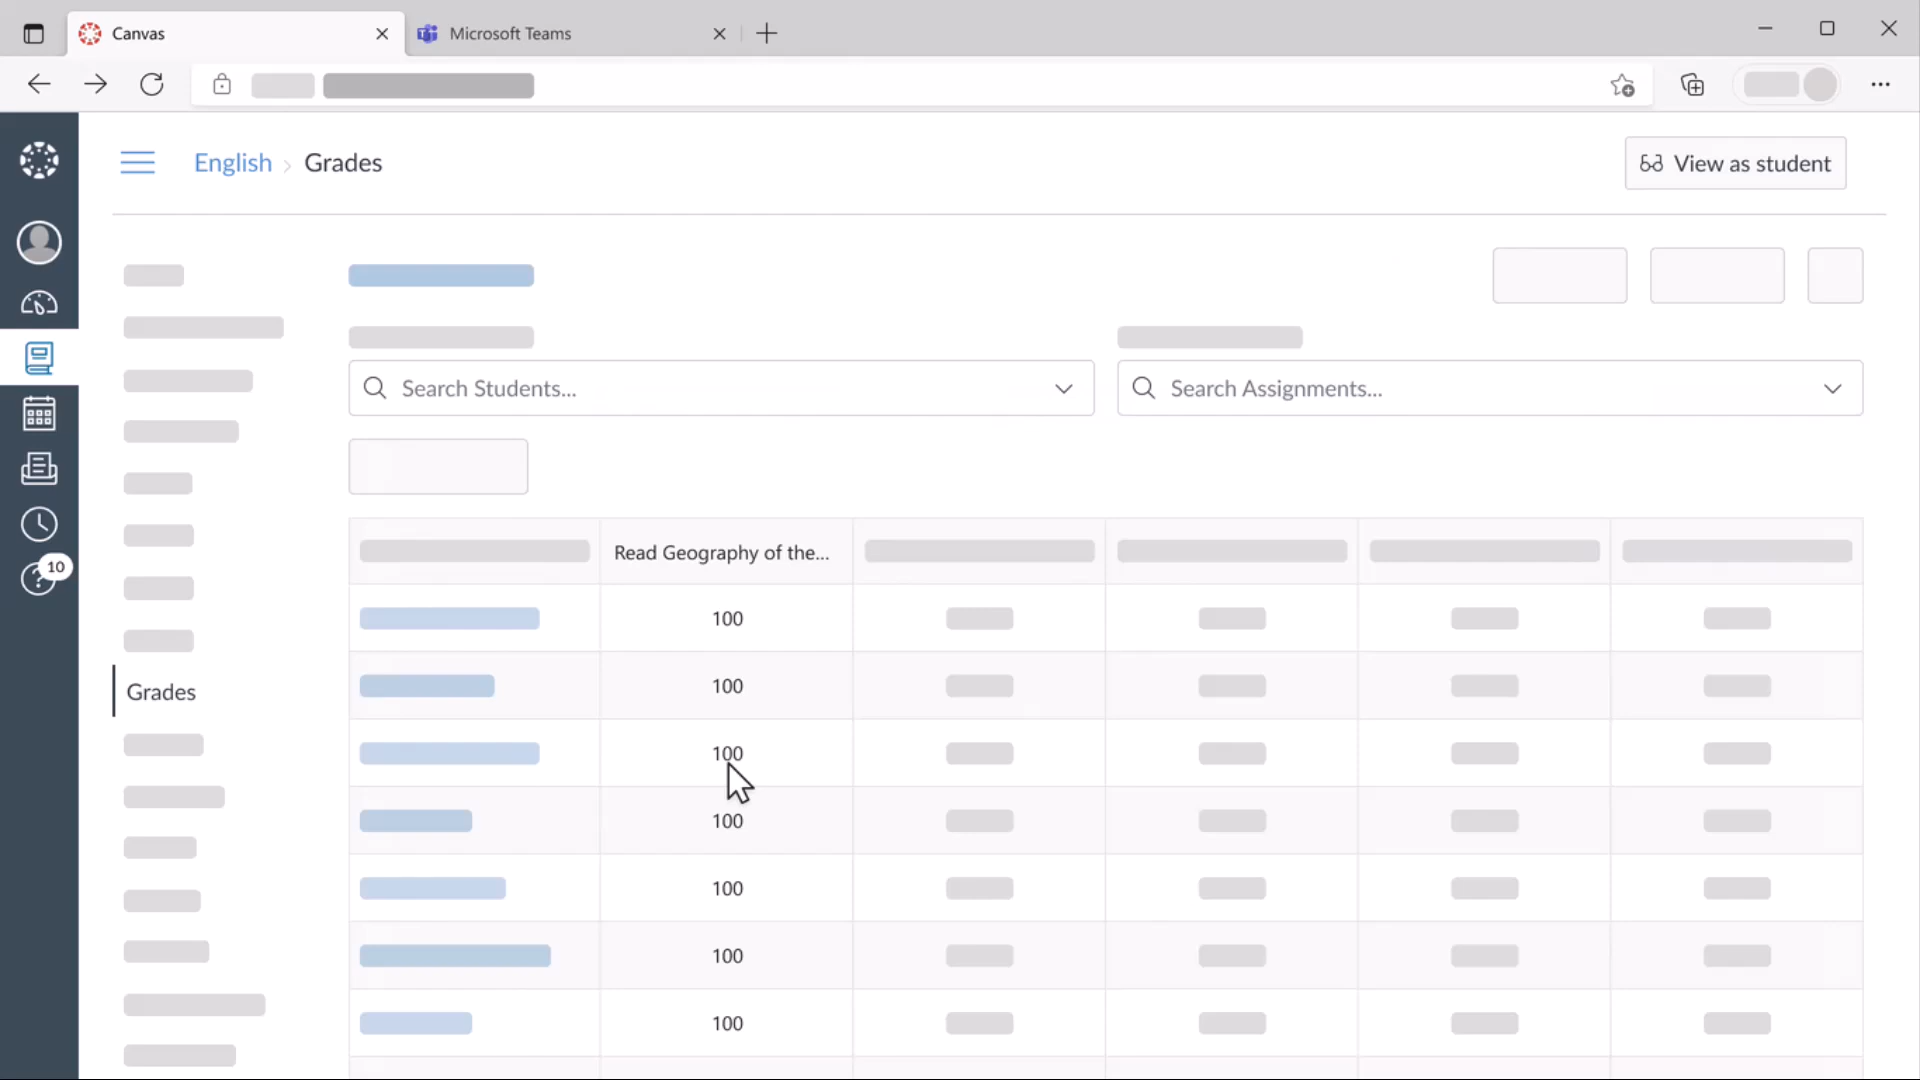 Canvas
Microsoft Teams
English > Grades
View as student
Search Students...
Search Assignments...
Read Geography of the...
100
100
100
100
100
100
100
10
Grades